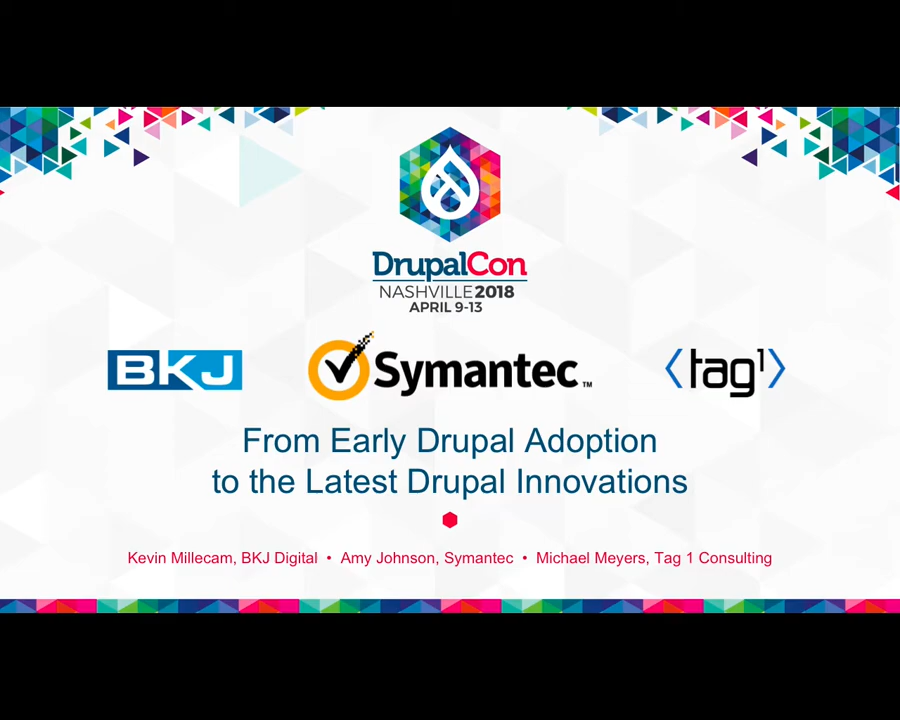 DrupalCon
NASHVILLE 2018
APRIL 9-13
BKJ
Symantec™
⟨tag1⟩
From Early Drupal Adoption
to the Latest Drupal Innovations
Kevin Millecam, BKJ Digital • Amy Johnson, Symantec • Michael Meyers, Tag 1 Consulting